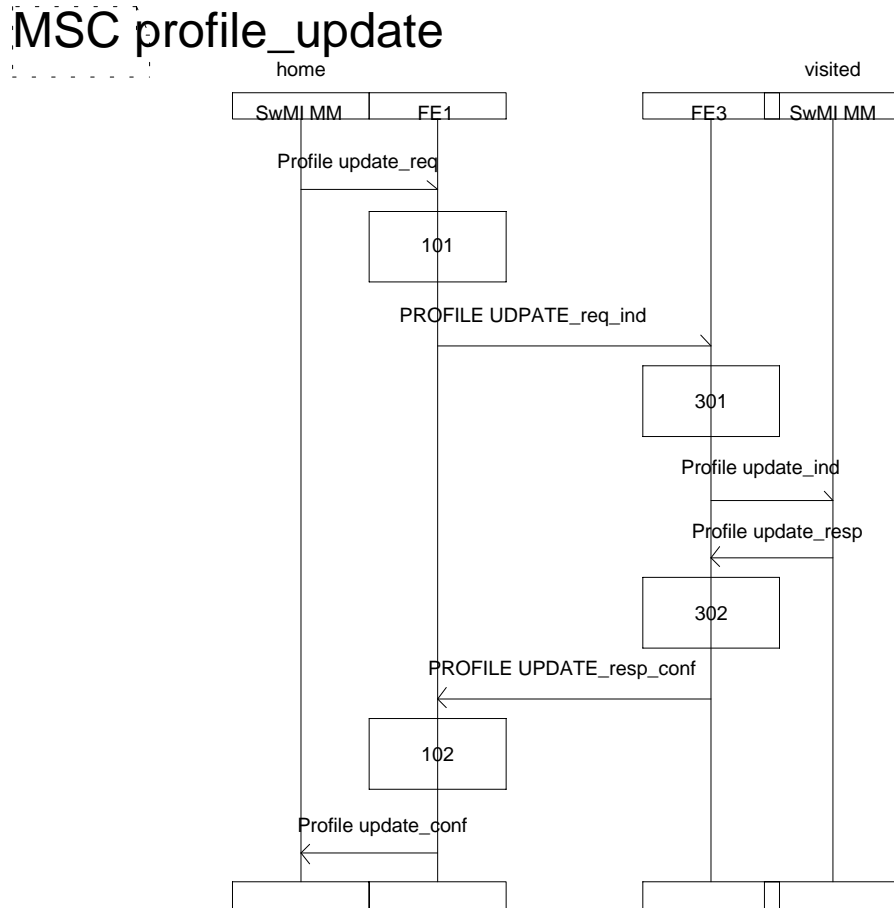 MSC profile_update
home visited
SwMI MM FE1 FE3 SwMI MM
Profile update_req
101
PROFILE UDPATE_req_ind
301
Profile update_ind
Profile update_resp
302
PROFILE UPDATE_resp_conf
102
Profile update_conf